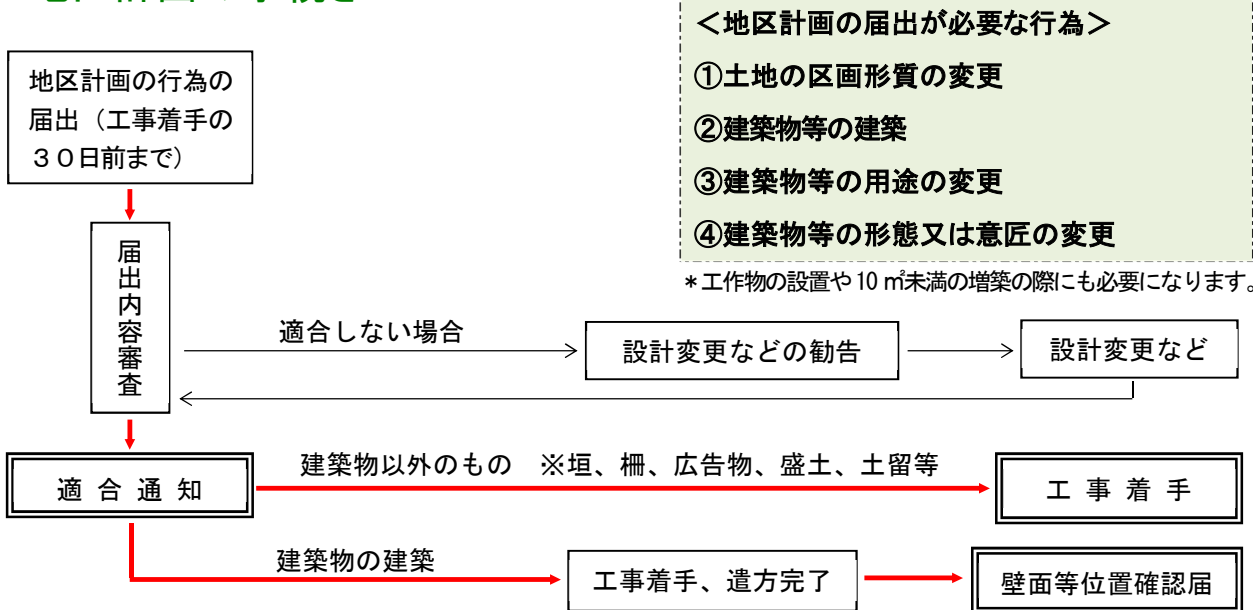 ＜地区計画の届出が必要な行為＞
①土地の区画形質の変更
②建築物等の建築
③建築物等の用途の変更
④建築物等の形態又は意匠の変更
＊工作物の設置や10㎡未満の増築の際にも必要になります。
地区計画の行為の
届出（工事着手の
３０日前まで）
届出内容審査
適合しない場合
設計変更などの勧告
設計変更など
適合通知
建築物以外のもの　※垣、柵、広告物、盛土、土留等
工事着手
建築物の建築
工事着手、遣方完了
壁面等位置確認届